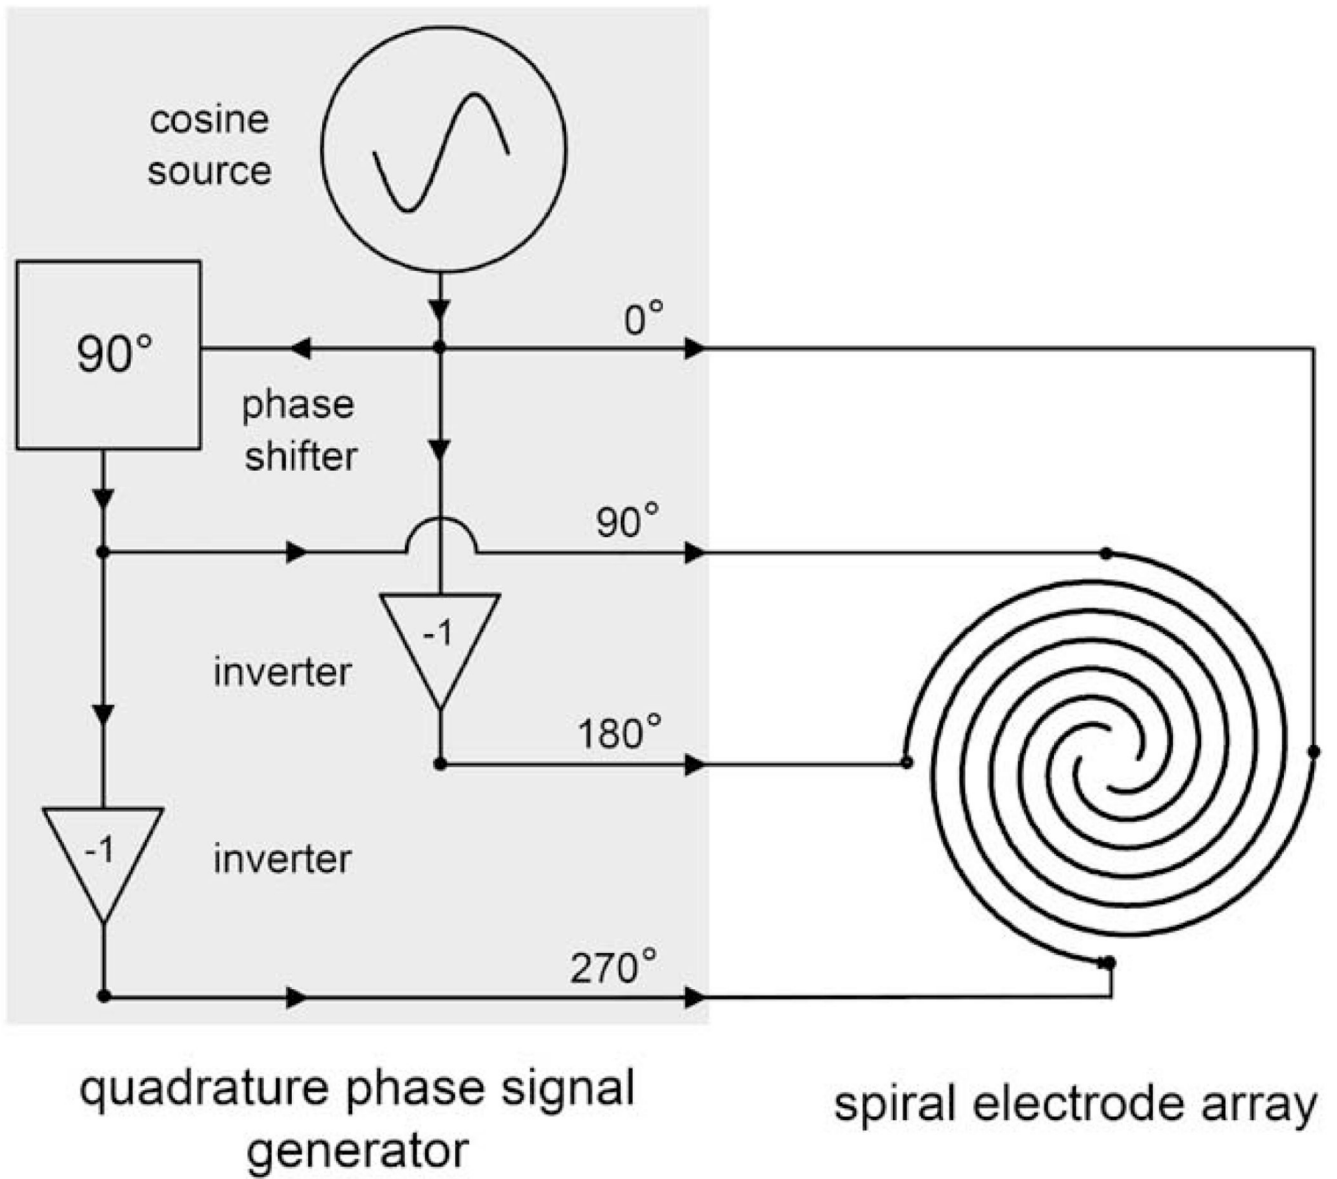 cosine
source
0°
90°
phase
shifter
90°
-1
inverter
180°
-1
inverter
270°
quadrature phase signal
generator
spiral electrode array